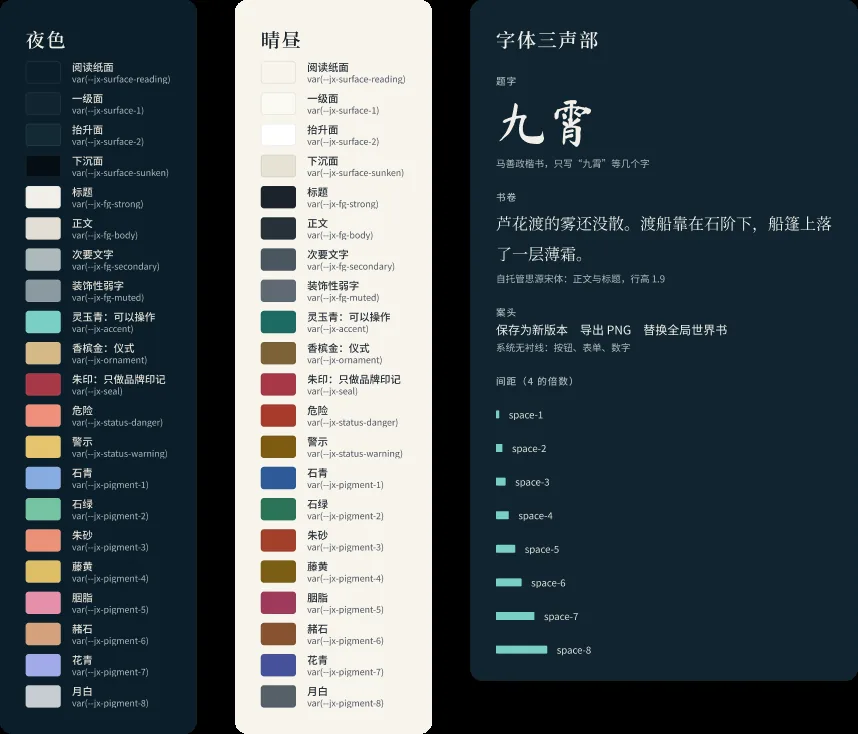 夜色
阅读纸面
var(--jx-surface-reading)
一级面
var(--jx-surface-1)
抬升面
var(--jx-surface-2)
下沉面
var(--jx-surface-sunken)
标题
var(--jx-fg-strong)
正文
var(--jx-fg-body)
次要文字
var(--jx-fg-secondary)
装饰性弱字
var(--jx-fg-muted)
灵玉青：可以操作
var(--jx-accent)
香槟金：仪式
var(--jx-ornament)
朱印：只做品牌印记
var(--jx-seal)
危险
var(--jx-status-danger)
警示
var(--jx-status-warning)
石青
var(--jx-pigment-1)
石绿
var(--jx-pigment-2)
朱砂
var(--jx-pigment-3)
藤黄
var(--jx-pigment-4)
胭脂
var(--jx-pigment-5)
赭石
var(--jx-pigment-6)
花青
var(--jx-pigment-7)
月白
var(--jx-pigment-8)
晴昼
阅读纸面
var(--jx-surface-reading)
一级面
var(--jx-surface-1)
抬升面
var(--jx-surface-2)
下沉面
var(--jx-surface-sunken)
标题
var(--jx-fg-strong)
正文
var(--jx-fg-body)
次要文字
var(--jx-fg-secondary)
装饰性弱字
var(--jx-fg-muted)
灵玉青：可以操作
var(--jx-accent)
香槟金：仪式
var(--jx-ornament)
朱印：只做品牌印记
var(--jx-seal)
危险
var(--jx-status-danger)
警示
var(--jx-status-warning)
石青
var(--jx-pigment-1)
石绿
var(--jx-pigment-2)
朱砂
var(--jx-pigment-3)
藤黄
var(--jx-pigment-4)
胭脂
var(--jx-pigment-5)
赭石
var(--jx-pigment-6)
花青
var(--jx-pigment-7)
月白
var(--jx-pigment-8)
字体三声部
题字
九霄
马善政楷书，只写“九霄”等几个字
书卷
芦花渡的雾还没散。渡船靠在石阶下，船篷上落
了一层薄霜。
自托管思源宋体：正文与标题，行高 1.9
案头
保存为新版本 导出 PNG 替换全局世界书
系统无衬线：按钮、表单、数字
间距（4 的倍数）
space-1
space-2
space-3
space-4
space-5
space-6
space-7
space-8